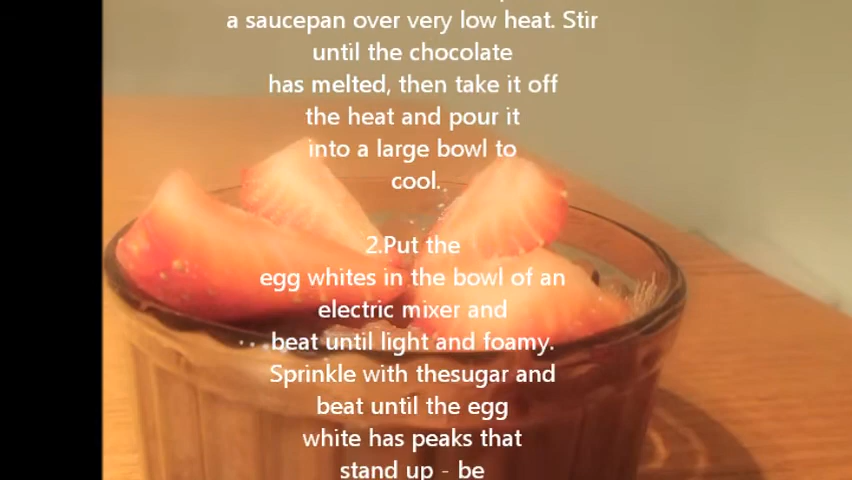 a saucepan over very low heat. Stir
until the chocolate
has melted, then take it off
the heat and pour it
into a large bowl to
cool.
2.Put the
egg whites in the bowl of an
electric mixer and
beat until light and foamy.
Sprinkle with thesugar and
beat until the egg
white has peaks that
stand up - be